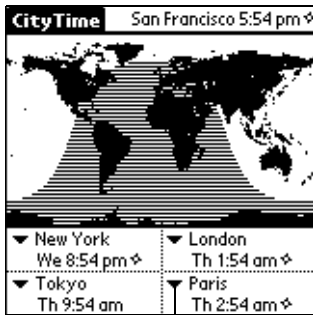 CityTime
San Francisco 5:54 pm
New York
We 8:54 pm
London
Th 1:54 am
Tokyo
Th 9:54 am
Paris
Th 2:54 am